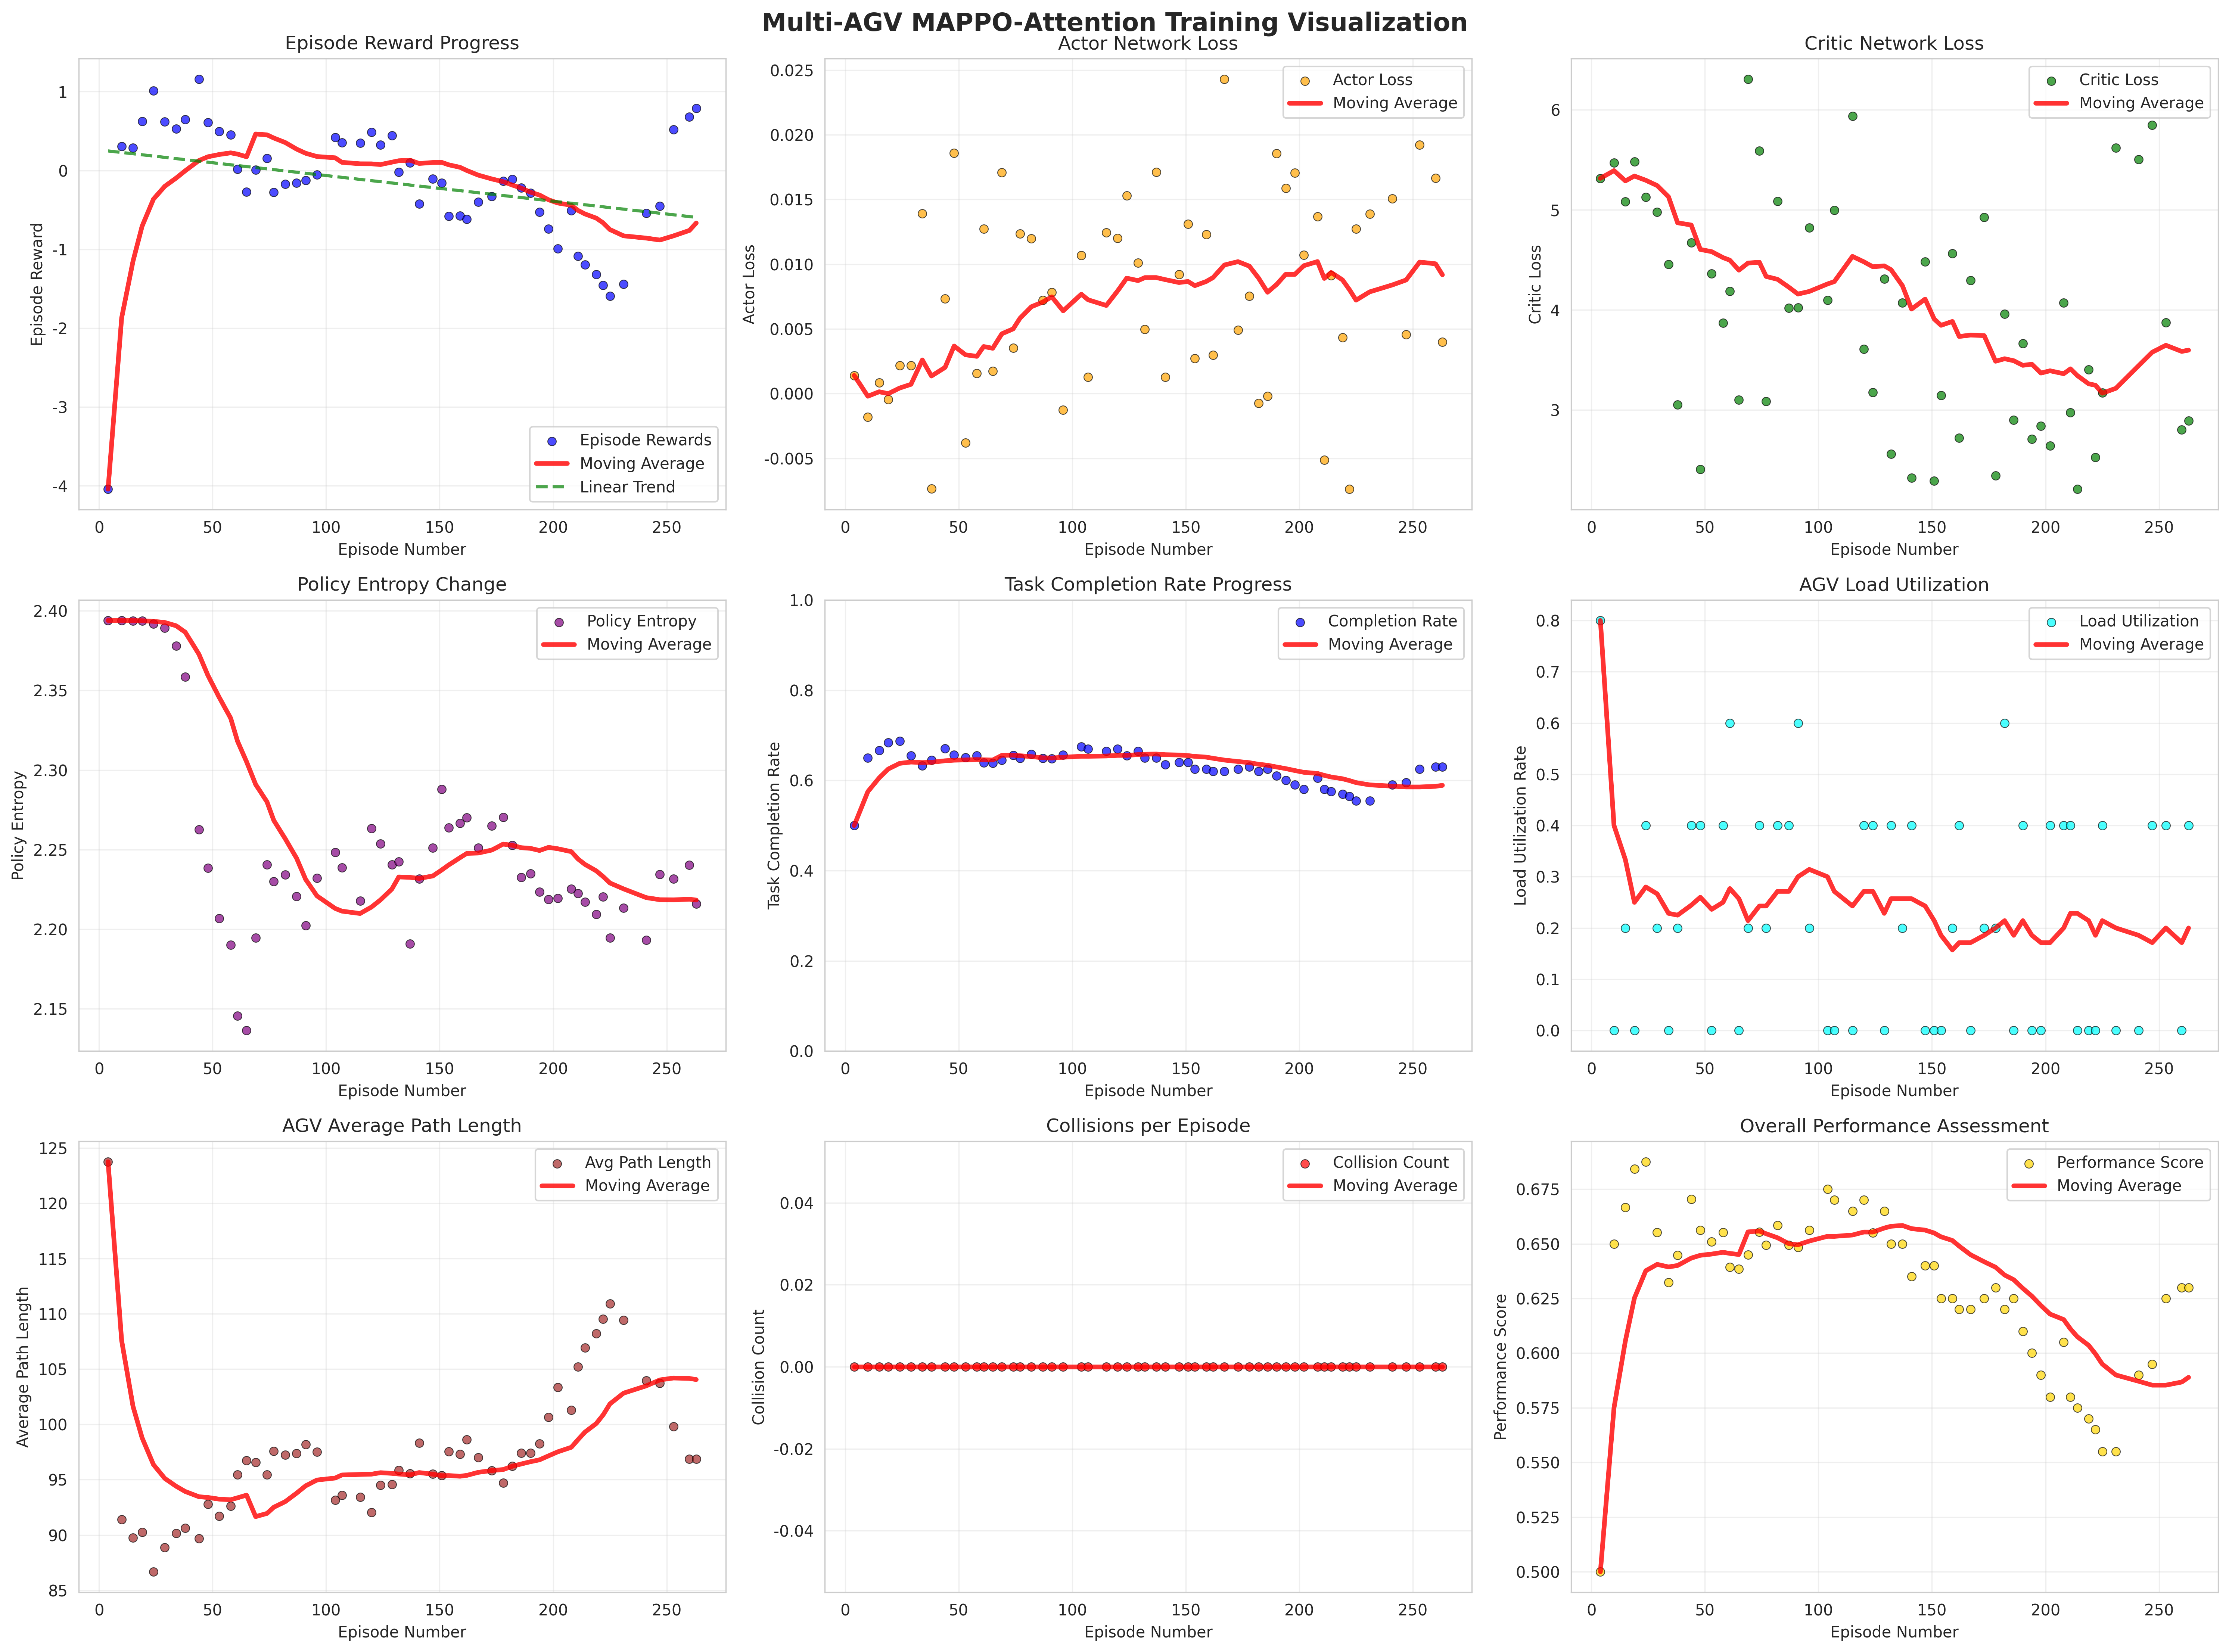 Multi-AGV MAPPO-Attention Training Visualization
Episode Reward Progress
Episode Reward
1
0
-1
-2
-3
-4
Episode Rewards
Moving Average
Linear Trend
0 50 100 150 200 250
Episode Number
Actor Network Loss
Actor Loss
0.025
0.020
0.015
0.010
0.005
0.000
-0.005
Actor Loss
Moving Average
0 50 100 150 200 250
Episode Number
Critic Network Loss
Critic Loss
6
5
4
3
Critic Loss
Moving Average
0 50 100 150 200 250
Episode Number
Policy Entropy Change
Policy Entropy
2.40
2.35
2.30
2.25
2.20
2.15
Policy Entropy
Moving Average
0 50 100 150 200 250
Episode Number
Task Completion Rate Progress
Task Completion Rate
1.0
0.8
0.6
0.4
0.2
0.0
Completion Rate
Moving Average
0 50 100 150 200 250
Episode Number
AGV Load Utilization
Load Utilization Rate
0.8
0.7
0.6
0.5
0.4
0.3
0.2
0.1
0.0
Load Utilization
Moving Average
0 50 100 150 200 250
Episode Number
AGV Average Path Length
Average Path Length
125
120
115
110
105
100
95
90
85
Avg Path Length
Moving Average
0 50 100 150 200 250
Episode Number
Collisions per Episode
Collision Count
0.04
0.02
0.00
-0.02
-0.04
Collision Count
Moving Average
0 50 100 150 200 250
Episode Number
Overall Performance Assessment
Performance Score
0.675
0.650
0.625
0.600
0.575
0.550
0.525
0.500
Performance Score
Moving Average
0 50 100 150 200 250
Episode Number